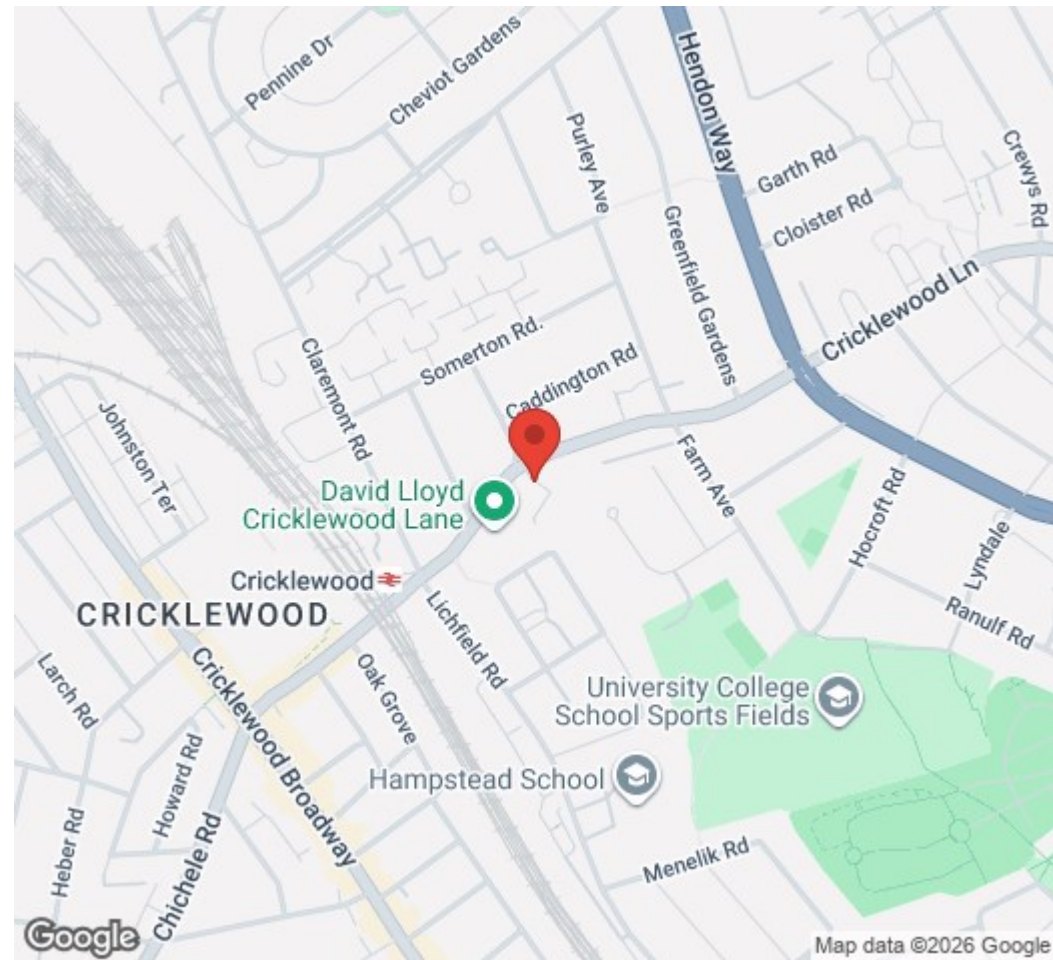 Pennine Dr
Cheviot Gardens
Hendon Way
Purley Ave
Garth Rd
Crewys Rd
Cloister Rd
Greenfield Gardens
Cricklewood Ln
Somerton Rd.
Claremont Rd
Caddington Rd
Johnston Ter
Farm Ave
David Lloyd
Cricklewood Lane
Hocroft Rd
Lyndale
Cricklewood
CRICKLEWOOD
Lichfield Rd
Ranulf Rd
Larch Rd
Cricklewood Broadway
Oak Grove
University College
School Sports Fields
Howard Rd
Hampstead School
Heber Rd
Chichele Rd
Menelik Rd
Google
Map data ©2026 Google